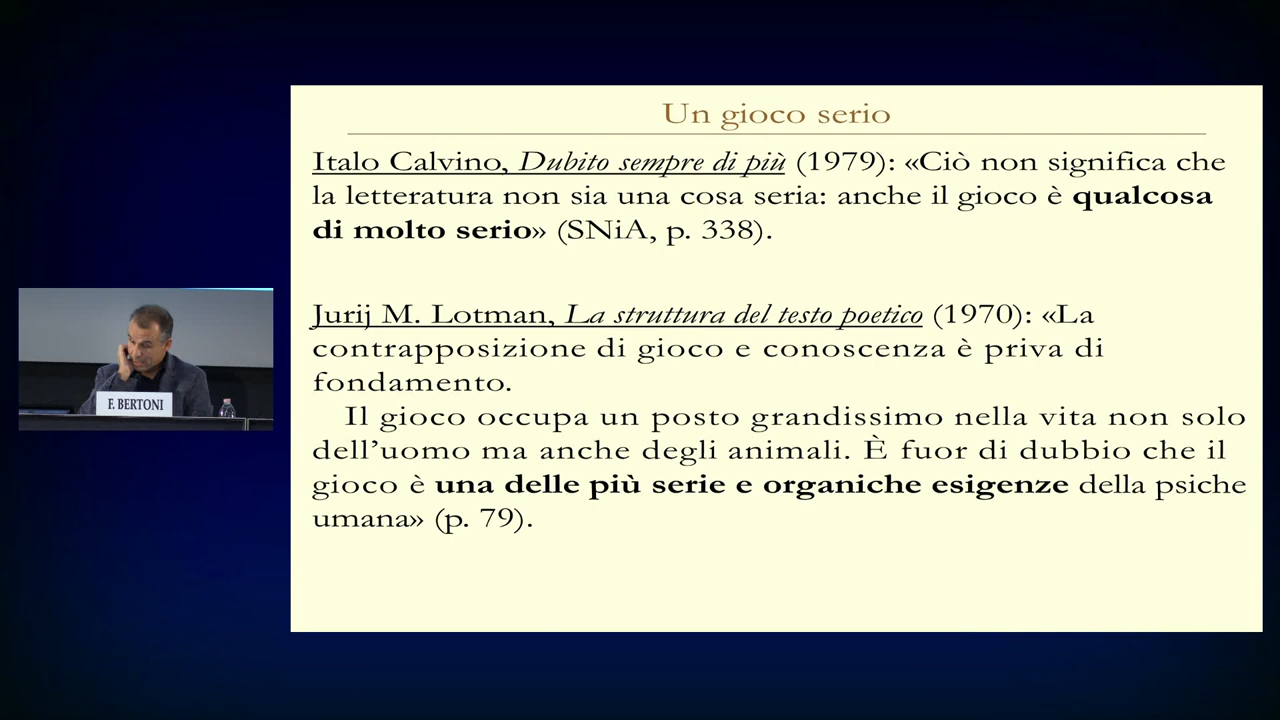 Un gioco serio
Italo Calvino, Dubito sempre di più (1979): «Ciò non significa che
la letteratura non sia una cosa seria: anche il gioco è qualcosa
di molto serio» (SNiA, p. 338).
Jurij M. Lotman, La struttura del testo poetico (1970): «La
contrapposizione di gioco e conoscenza è priva di
fondamento.
Il gioco occupa un posto grandissimo nella vita non solo
dell’uomo ma anche degli animali. È fuor di dubbio che il
gioco è una delle più serie e organiche esigenze della psiche
umana» (p. 79).
F. BERTONI